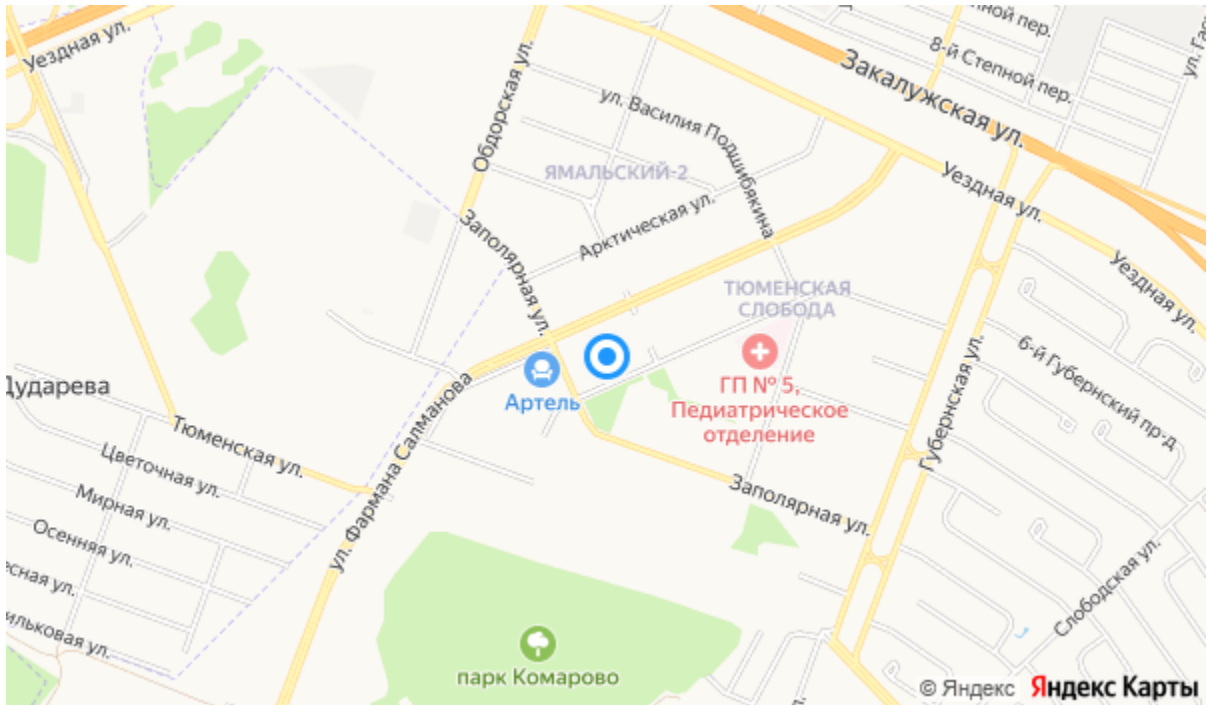 Уездная ул.
Обдорская ул.
ул. Василия Подшибякина
Закалужская ул.
8-й Степной пер.
Уездная ул.
Уездная ул.
ЯМАЛЬСКИЙ-2
Арктическая ул.
Заполярная ул.
ТЮМЕНСКАЯ
СЛОБОДА
6-й Губернский пр-д
Губернская ул.
Артель
ГП № 5,
Педиатрическое
отделение
Дударева
Тюменская ул.
Цветочная ул.
Мирная ул.
Осенняя ул.
ул. Фармана Салманова
Заполярная ул.
Слободская ул.
парк Комарово
© Яндекс Яндекс Карты